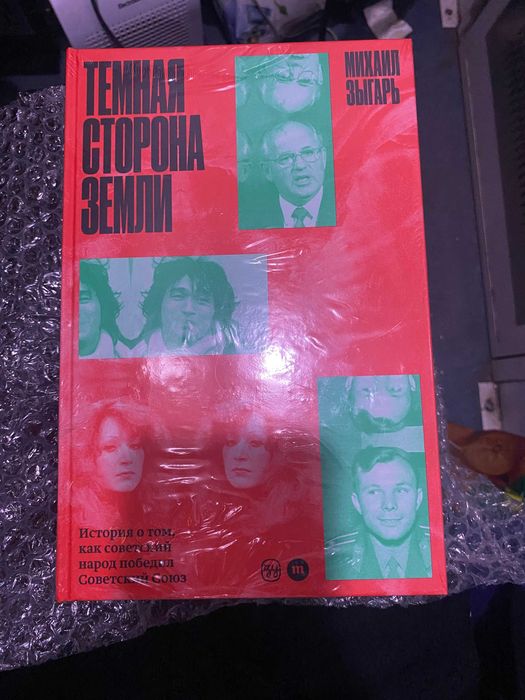 ТЕМНАЯ
СТОРОНА
ЗЕМЛИ
МИХАИЛ
ЗЫГАРЬ
История о том,
как советский
народ победил
Советский Союз
m